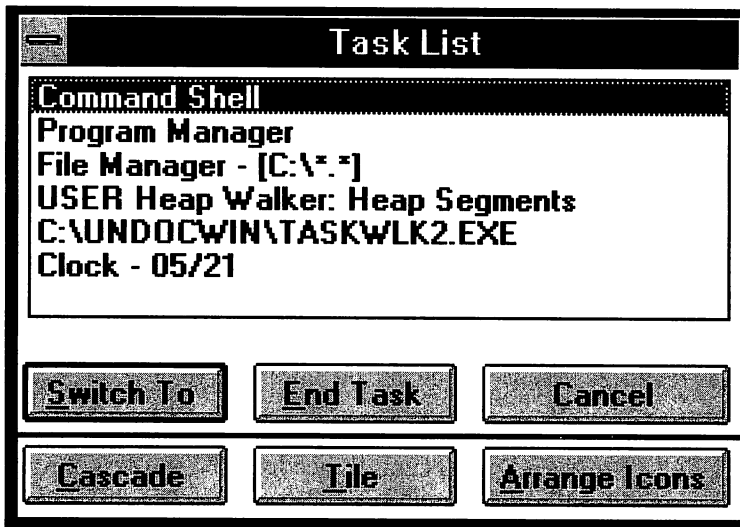 Task List
Command Shell
Program Manager
File Manager - [C:\*.*]
USER Heap Walker: Heap Segments
C:\UNDOCWIN\TASKWLK2.EXE
Clock - 05/21
Switch To End Task Cancel
Cascade Tile Arrange Icons